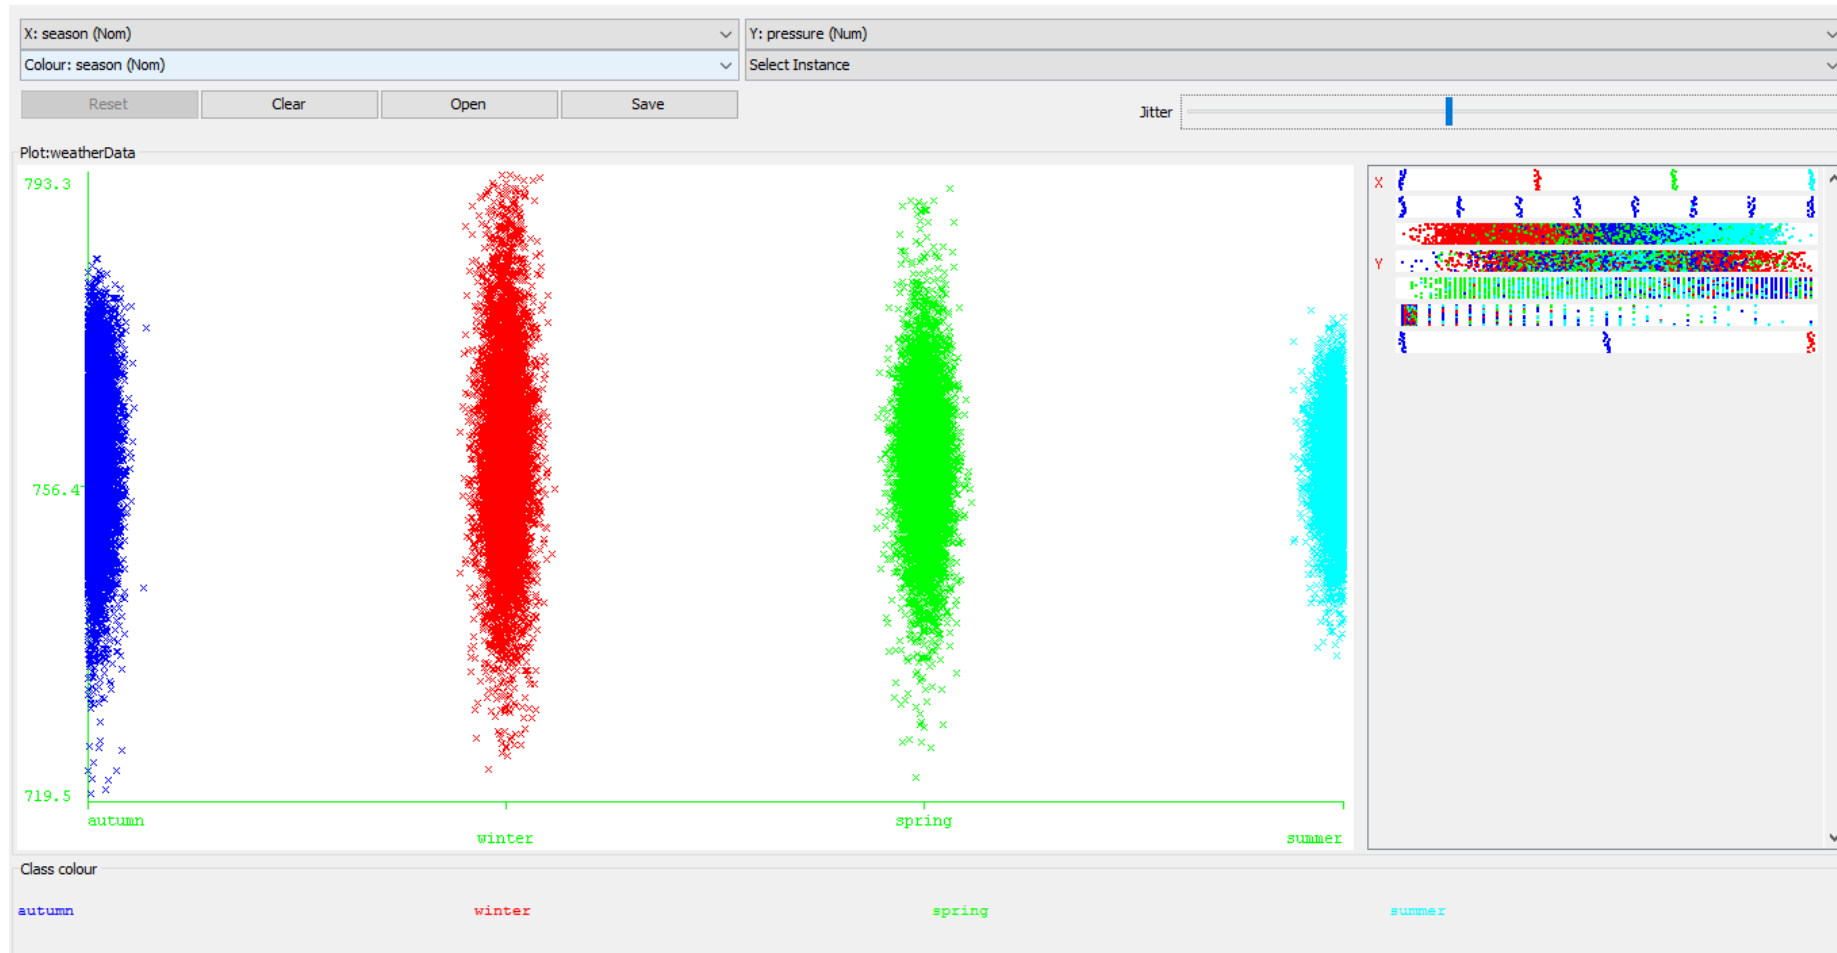 X: season (Nom)
Y: pressure (Num)
Colour: season (Nom)
Select Instance
Reset
Clear
Open
Save
Jitter
Plot:weatherData
793.3
756.4
719.5
autumn
winter
spring
summer
X
Y
Class colour
autumn
winter
spring
summer